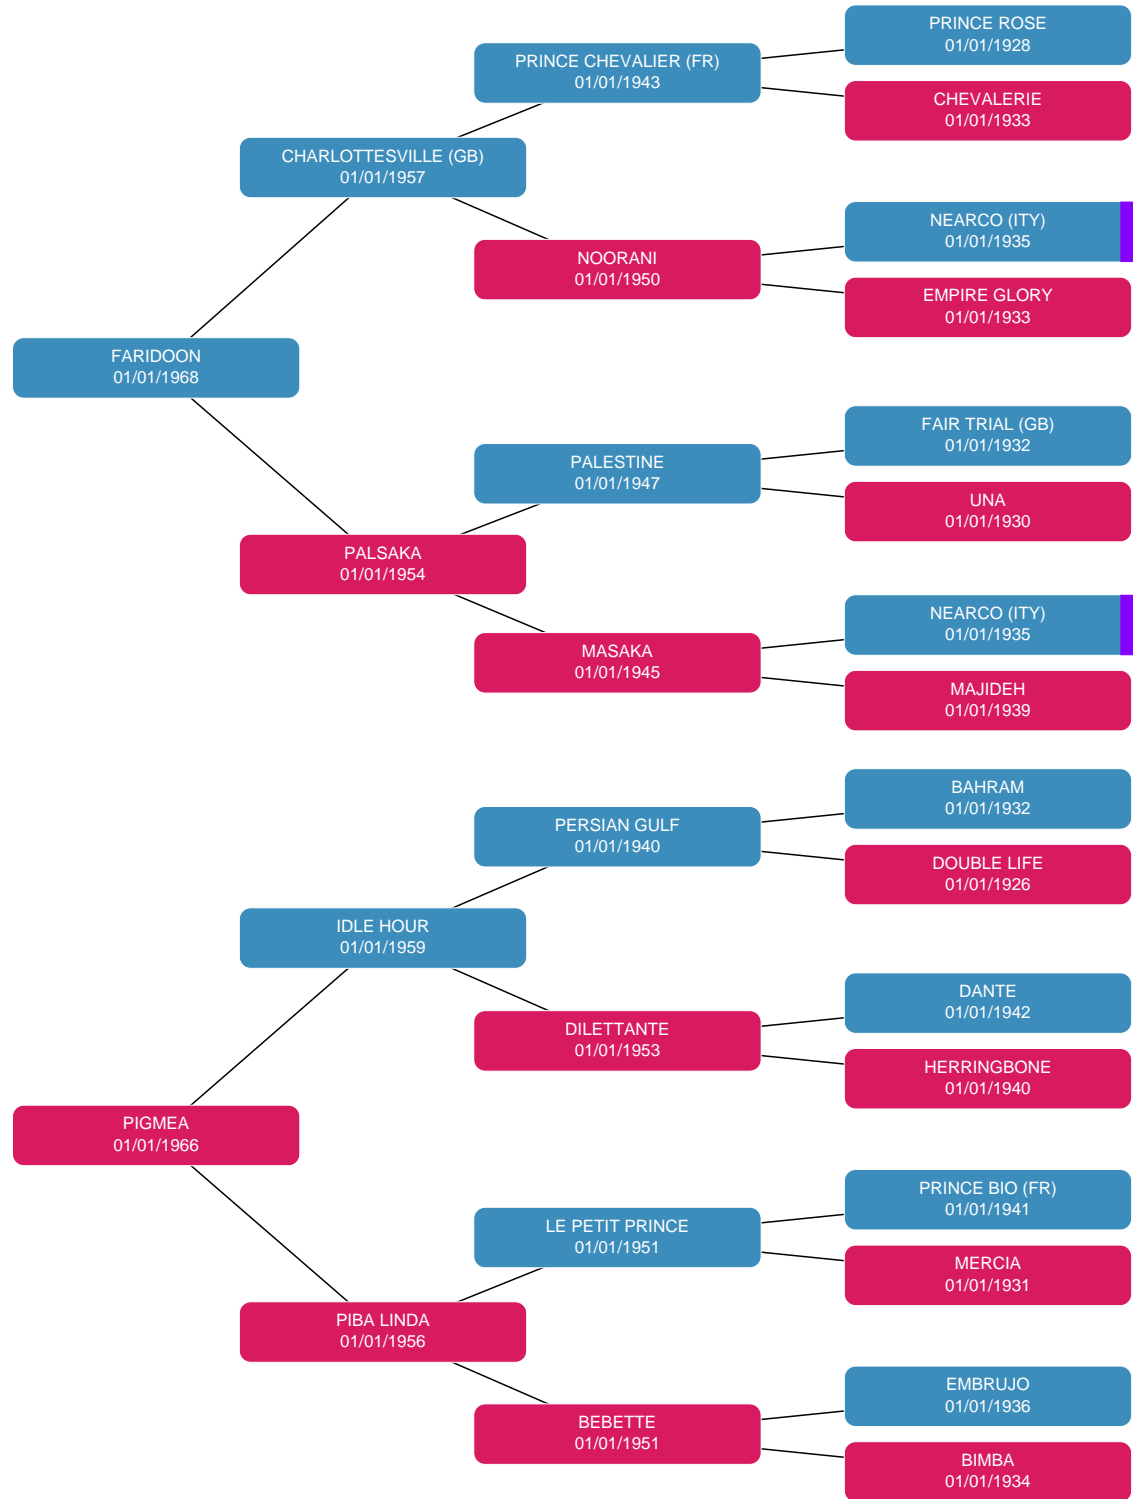 PRINCE ROSE
01/01/1928
PRINCE CHEVALIER (FR)
01/01/1943
CHEVALERIE
01/01/1933
CHARLOTTESVILLE (GB)
01/01/1957
NEARCO (ITY)
01/01/1935
NOORANI
01/01/1950
EMPIRE GLORY
01/01/1933
FARIDOON
01/01/1968
FAIR TRIAL (GB)
01/01/1932
PALESTINE
01/01/1947
UNA
01/01/1930
PALSAKA
01/01/1954
NEARCO (ITY)
01/01/1935
MASAKA
01/01/1945
MAJIDEH
01/01/1939
BAHRAM
01/01/1932
PERSIAN GULF
01/01/1940
DOUBLE LIFE
01/01/1926
IDLE HOUR
01/01/1959
DANTE
01/01/1942
DILETTANTE
01/01/1953
HERRINGBONE
01/01/1940
PIGMEA
01/01/1966
PRINCE BIO (FR)
01/01/1941
LE PETIT PRINCE
01/01/1951
MERCIA
01/01/1931
PIBA LINDA
01/01/1956
EMBRUJO
01/01/1936
BEBETTE
01/01/1951
BIMBA
01/01/1934